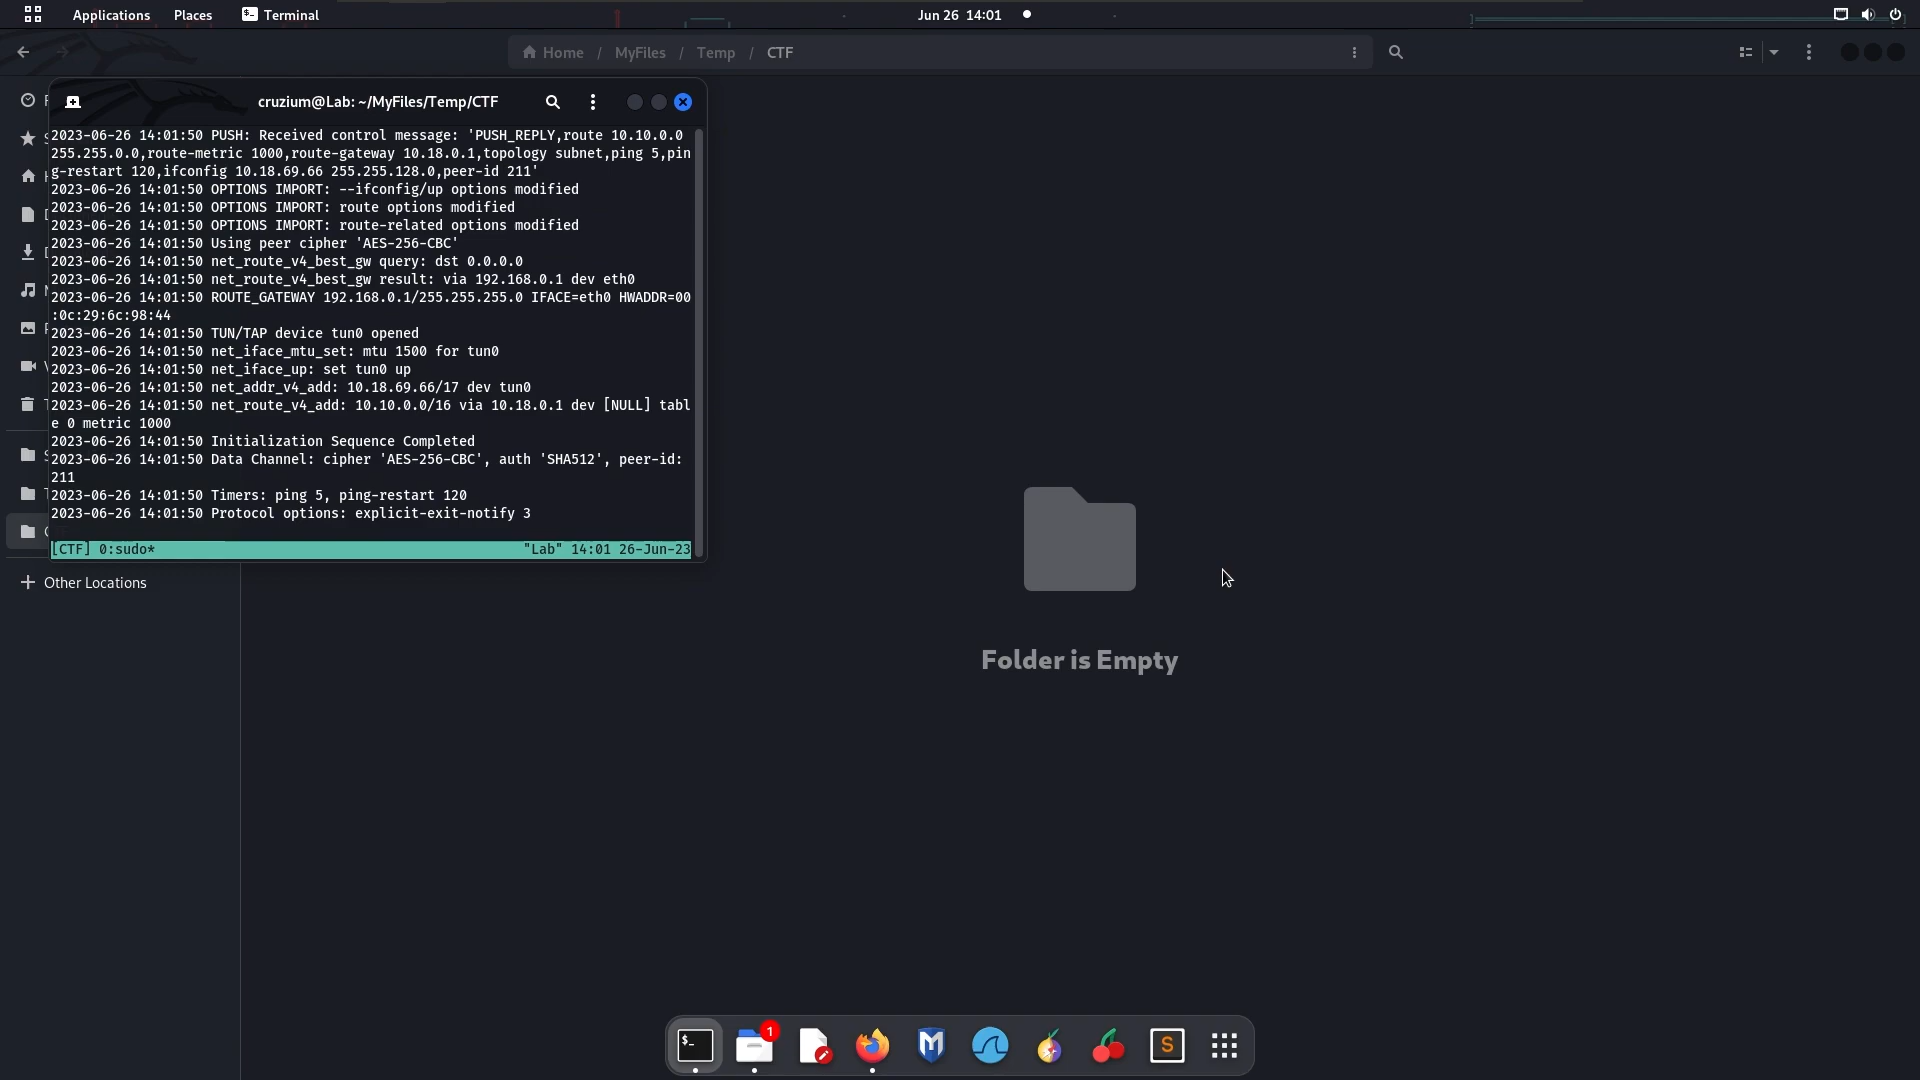 Applications Places Terminal Jun 26 14:01
Home / MyFiles / Temp / CTF
cruzium@Lab: ~/MyFiles/Temp/CTF
2023-06-26 14:01:50 PUSH: Received control message: 'PUSH_REPLY,route 10.10.0.0
255.255.0.0,route-metric 1000,route-gateway 10.18.0.1,topology subnet,ping 5,pin
g-restart 120,ifconfig 10.18.69.66 255.255.128.0,peer-id 211'
2023-06-26 14:01:50 OPTIONS IMPORT: --ifconfig/up options modified
2023-06-26 14:01:50 OPTIONS IMPORT: route options modified
2023-06-26 14:01:50 OPTIONS IMPORT: route-related options modified
2023-06-26 14:01:50 Using peer cipher 'AES-256-CBC'
2023-06-26 14:01:50 net_route_v4_best_gw query: dst 0.0.0.0
2023-06-26 14:01:50 net_route_v4_best_gw result: via 192.168.0.1 dev eth0
2023-06-26 14:01:50 ROUTE_GATEWAY 192.168.0.1/255.255.255.0 IFACE=eth0 HWADDR=00
:0c:29:6c:98:44
2023-06-26 14:01:50 TUN/TAP device tun0 opened
2023-06-26 14:01:50 net_iface_mtu_set: mtu 1500 for tun0
2023-06-26 14:01:50 net_iface_up: set tun0 up
2023-06-26 14:01:50 net_addr_v4_add: 10.18.69.66/17 dev tun0
2023-06-26 14:01:50 net_route_v4_add: 10.10.0.0/16 via 10.18.0.1 dev [NULL] tabl
e 0 metric 1000
2023-06-26 14:01:50 Initialization Sequence Completed
2023-06-26 14:01:50 Data Channel: cipher 'AES-256-CBC', auth 'SHA512', peer-id:
211
2023-06-26 14:01:50 Timers: ping 5, ping-restart 120
2023-06-26 14:01:50 Protocol options: explicit-exit-notify 3
[CTF] 0:sudo* "Lab" 14:01 26-Jun-23
Other Locations
Folder is Empty
$_ 1 S